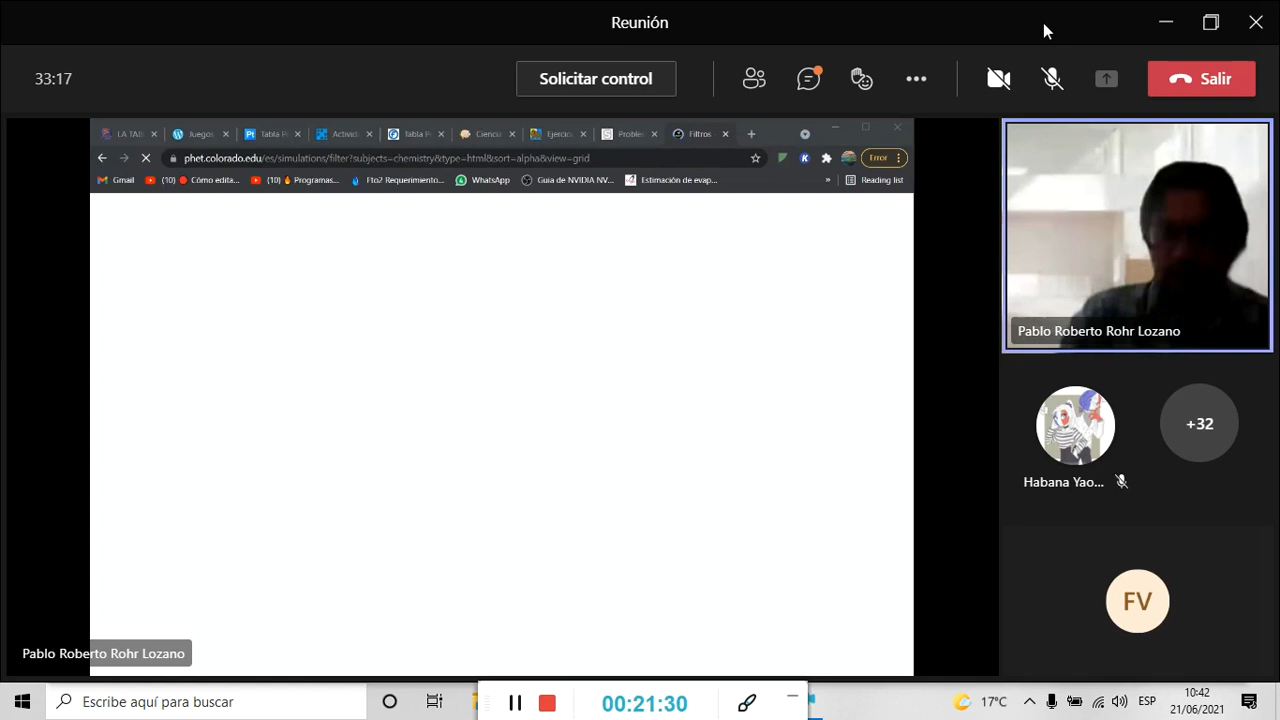 Reunión
33:17
Solicitar control
Salir
LA TAB
Juegos
Pt
Tabla P
Activid
Tabla P
Ciencia
Ejercic
S
Proble
Filtros
phet.colorado.edu/es/simulations/filter?subjects=chemistry&type=html&sort=alpha&view=grid
Error
Gmail
(10) Cómo edita...
(10) Programas...
Fto2 Requerimiento...
WhatsApp
Guia de NVIDIA NV...
Estimación de evap...
»
Reading list
Pablo Roberto Rohr Lozano
Habana Yao...
+32
FV
Pablo Roberto Rohr Lozano
Escribe aquí para buscar
00:21:30
17°C
ESP
10:42
21/06/2021